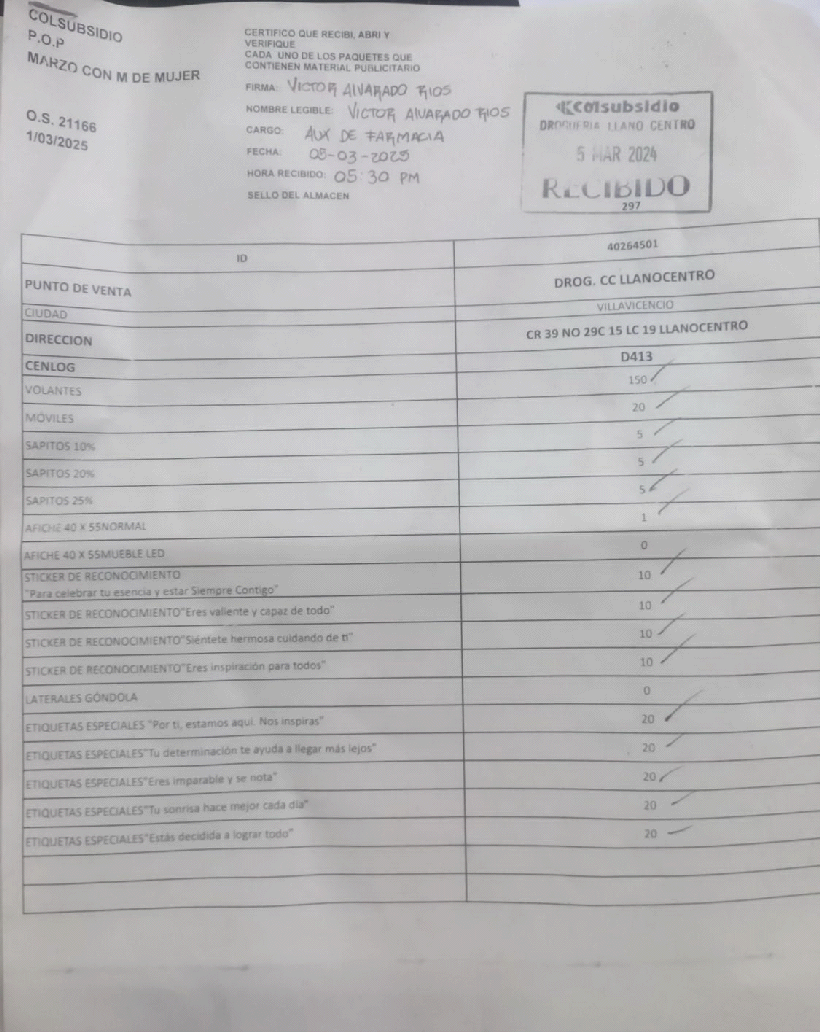 COLSUBSIDIO
P.O.P
MARZO CON M DE MUJER
O.S. 21166
1/03/2025
CERTIFICO QUE RECIBI, ABRI Y
VERIFIQUE
CADA UNO DE LOS PAQUETES QUE
CONTIENEN MATERIAL PUBLICITARIO
FIRMA: VICTOR ALVARADO RIOS
NOMBRE LEGIBLE: VICTOR ALVARADO RIOS
CARGO: AUX DE FARMACIA
FECHA: 05-03-2025
HORA RECIBIDO: 05:30 PM
SELLO DEL ALMACEN
colsubsidio
DROGUERIA LLANO CENTRO
5 MAR 2024
RECIBIDO
297
ID 40264501
PUNTO DE VENTA DROG. CC LLANOCENTRO
CIUDAD VILLAVICENCIO
DIRECCION CR 39 NO 29C 15 LC 19 LLANOCENTRO
CENLOG D413
VOLANTES 150
MÓVILES 20
SAPITOS 10% 5
SAPITOS 20% 5
SAPITOS 25% 5
AFICHE 40 X 55NORMAL 1
AFICHE 40 X 55MUEBLE LED 0
STICKER DE RECONOCIMIENTO
"Para celebrar tu esencia y estar Siempre Contigo" 10
STICKER DE RECONOCIMIENTO"Eres valiente y capaz de todo" 10
STICKER DE RECONOCIMIENTO"Siéntete hermosa cuidando de ti" 10
STICKER DE RECONOCIMIENTO"Eres inspiración para todos" 10
LATERALES GÓNDOLA 0
ETIQUETAS ESPECIALES "Por ti, estamos aquí. Nos inspiras" 20
ETIQUETAS ESPECIALES"Tu determinación te ayuda a llegar más lejos" 20
ETIQUETAS ESPECIALES"Eres imparable y se nota" 20
ETIQUETAS ESPECIALES"Tu sonrisa hace mejor cada día" 20
ETIQUETAS ESPECIALES"Estás decidida a lograr todo" 20